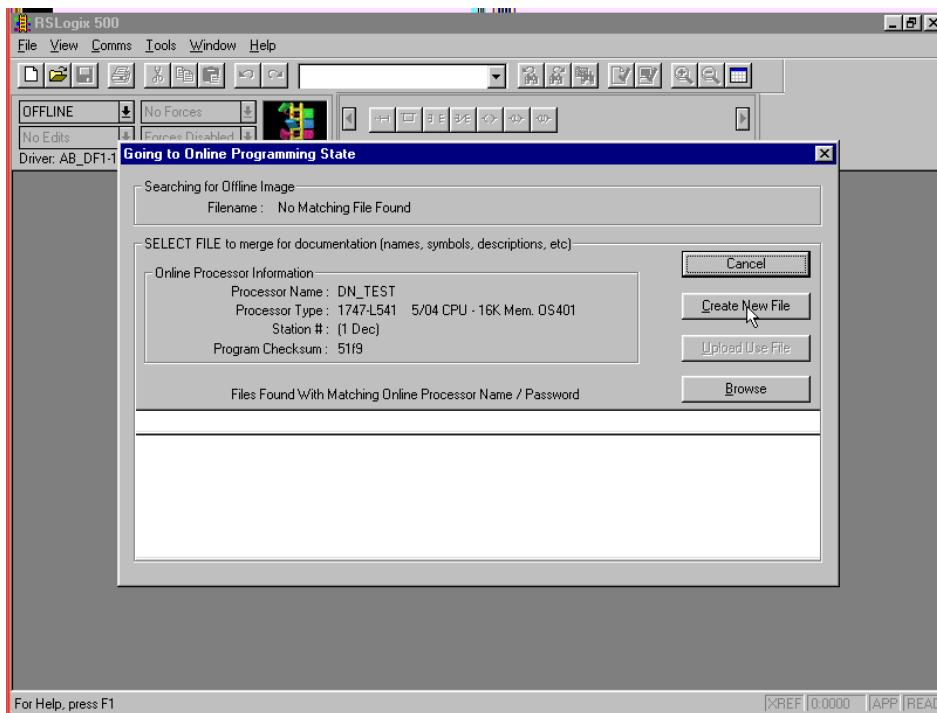 RSLogix 500
File View Comms Tools Window Help
OFFLINE
No Forces
No Edits
Forces Disabled
Driver: AB_DF1-1
Going to Online Programming State
Searching for Offline Image
Filename : No Matching File Found
SELECT FILE to merge for documentation (names, symbols, descriptions, etc)
Online Processor Information
Processor Name : DN_TEST
Processor Type : 1747-L541 5/04 CPU - 16K Mem. OS401
Station # : (1 Dec)
Program Checksum : 51f9
Cancel
Create New File
Upload Use File
Browse
Files Found With Matching Online Processor Name / Password
For Help, press F1
XREF 0:0000 APP READ